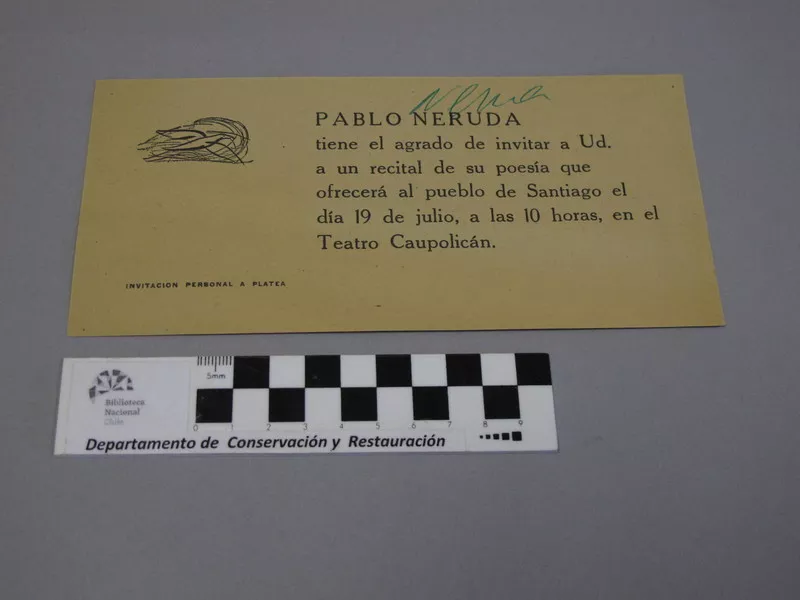 Neruda
PABLO NERUDA
tiene el agrado de invitar a Ud.
a un recital de su poesía que
ofrecerá al pueblo de Santiago el
día 19 de julio, a las 10 horas, en el
Teatro Caupolicán.
INVITACION PERSONAL A PLATEA
5mm
Biblioteca
Nacional
Chile
0 1 2 3 4 5 6 7 8 9
Departamento de Conservación y Restauración